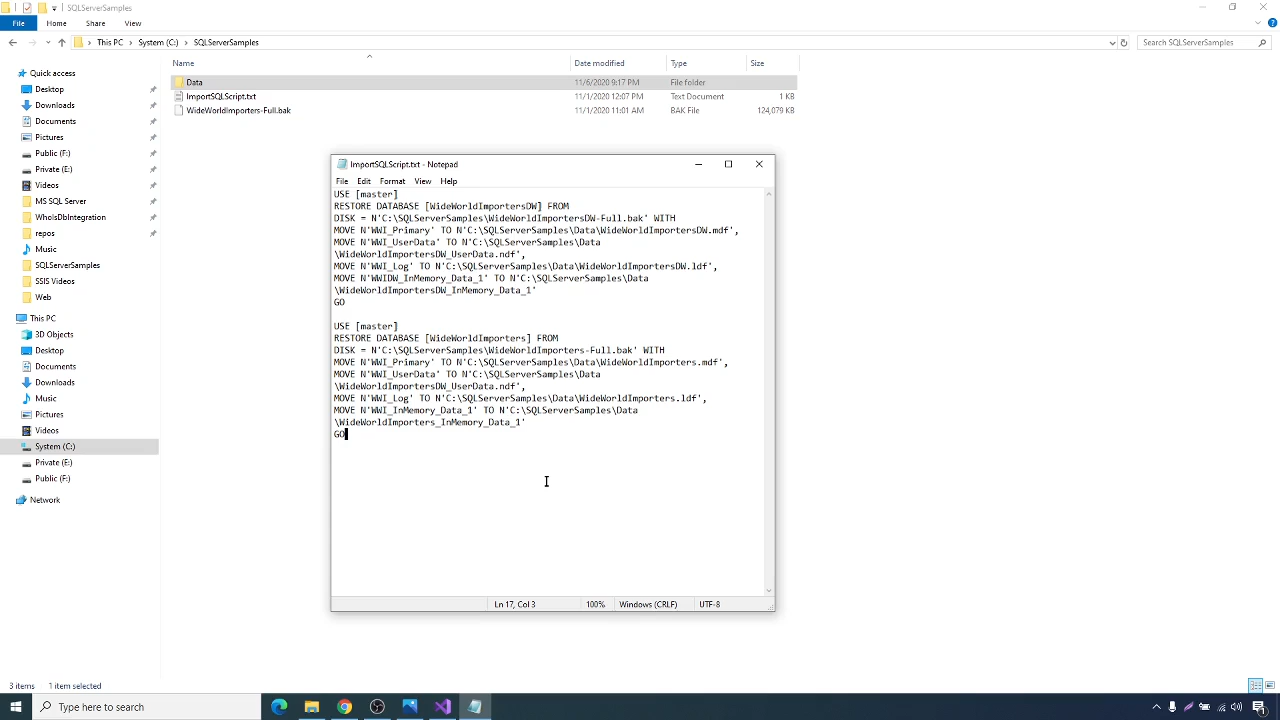 SQLServerSamples
File Home Share View
This PC System (C:) SQLServerSamples
Search SQLServerSamples
Name Date modified Type Size
Data 11/6/2020 9:17 PM File folder
ImportSQLScript.txt 11/1/2020 12:07 PM Text Document 1 KB
WideWorldImporters-Full.bak 11/1/2020 11:01 AM BAK File 124,079 KB
Quick access
Desktop
Downloads
Documents
Pictures
Public (F:)
Private (E:)
Videos
MS SQL Server
WhoIsDbIntegration
repos
Music
SQLServerSamples
SSIS Videos
Web
This PC
3D Objects
Desktop
Documents
Downloads
Music
Pictures
Videos
System (C:)
Private (E:)
Public (F:)
Network
ImportSQLScript.txt - Notepad
File Edit Format View Help
USE [master]
RESTORE DATABASE [WideWorldImportersDW] FROM
DISK = N'C:\SQLServerSamples\WideWorldImportersDW-Full.bak' WITH
MOVE N'WWI_Primary' TO N'C:\SQLServerSamples\Data\WideWorldImportersDW.mdf',
MOVE N'WWI_UserData' TO N'C:\SQLServerSamples\Data
\WideWorldImportersDW_UserData.ndf',
MOVE N'WWI_Log' TO N'C:\SQLServerSamples\Data\WideWorldImportersDW.ldf',
MOVE N'WWIDW_InMemory_Data_1' TO N'C:\SQLServerSamples\Data
\WideWorldImportersDW_InMemory_Data_1'
GO
USE [master]
RESTORE DATABASE [WideWorldImporters] FROM
DISK = N'C:\SQLServerSamples\WideWorldImporters-Full.bak' WITH
MOVE N'WWI_Primary' TO N'C:\SQLServerSamples\Data\WideWorldImporters.mdf',
MOVE N'WWI_UserData' TO N'C:\SQLServerSamples\Data
\WideWorldImportersDW_UserData.ndf',
MOVE N'WWI_Log' TO N'C:\SQLServerSamples\Data\WideWorldImporters.ldf',
MOVE N'WWI_InMemory_Data_1' TO N'C:\SQLServerSamples\Data
\WideWorldImporters_InMemory_Data_1'
GO
Ln 17, Col 3 100% Windows (CRLF) UTF-8
3 items 1 item selected
Type here to search